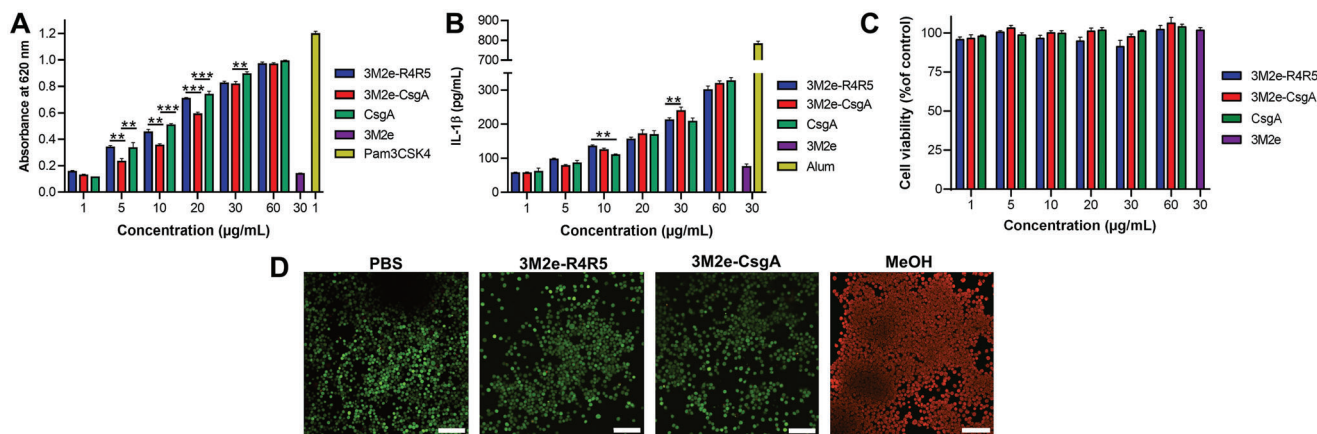 A
Absorbance at 620 nm
1.2
1.0
0.8
0.6
0.4
0.2
0.0
** ** ** *** *** *** **
1 5 10 20 30 60 30 1
Concentration (µg/mL)
3M2e-R4R5
3M2e-CsgA
CsgA
3M2e
Pam3CSK4
B
IL-1β (pg/mL)
900
800
700
300
200
100
0
** **
1 5 10 20 30 60 30
Concentration (µg/mL)
3M2e-R4R5
3M2e-CsgA
CsgA
3M2e
Alum
C
Cell viability (%of control)
100
75
50
25
0
1 5 10 20 30 60 30
Concentration (µg/mL)
3M2e-R4R5
3M2e-CsgA
CsgA
3M2e
D
PBS 3M2e-R4R5 3M2e-CsgA MeOH